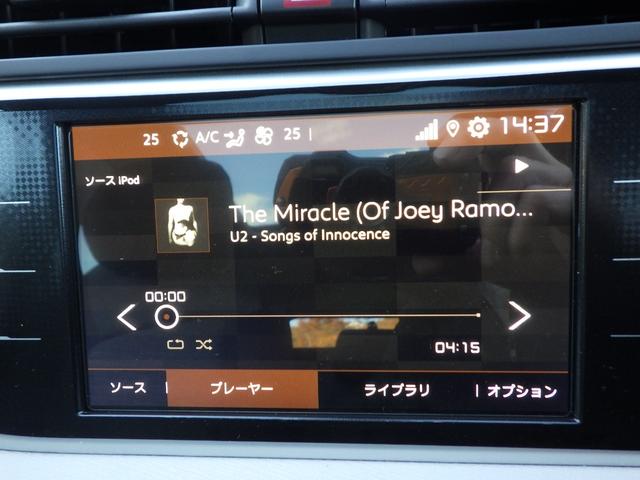 25 A/C 25 14:37
ソース iPod
The Miracle (Of Joey Ramo...
U2 - Songs of Innocence
00:00
04:15
ソース プレーヤー ライブラリ オプション